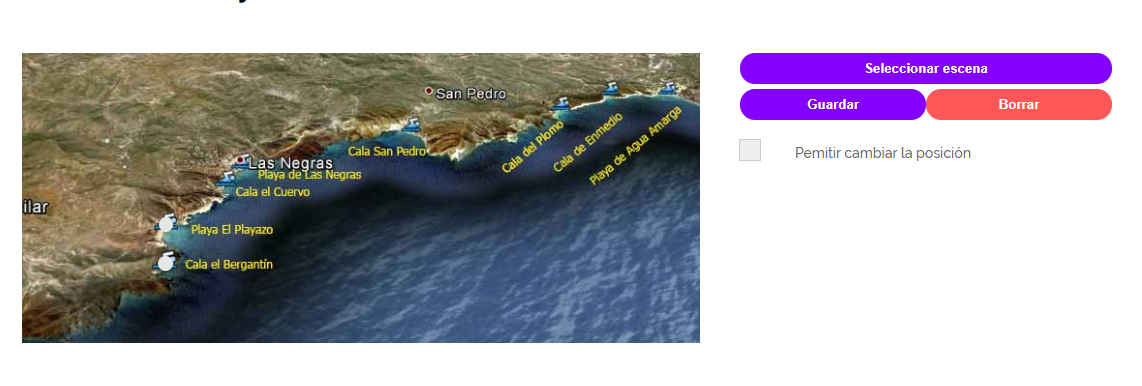 Seleccionar escena
Guardar
Borrar
Pemitir cambiar la posición
San Pedro
Cala San Pedro
Cala del Plomo
Cala de Enmedio
Playa de Agua Amarga
Las Negras
Playa de Las Negras
Cala el Cuervo
ilar
Playa El Playazo
Cala el Bergantín